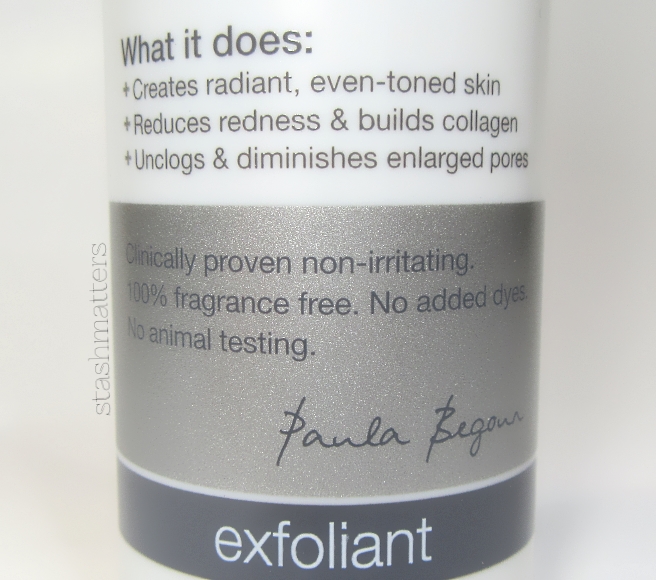 What it does:
+Creates radiant, even-toned skin
+Reduces redness & builds collagen
+Unclogs & diminishes enlarged pores
Clinically proven non-irritating.
100% fragrance free. No added dyes.
No animal testing.
Paula Begoun
exfoliant
stashmatters